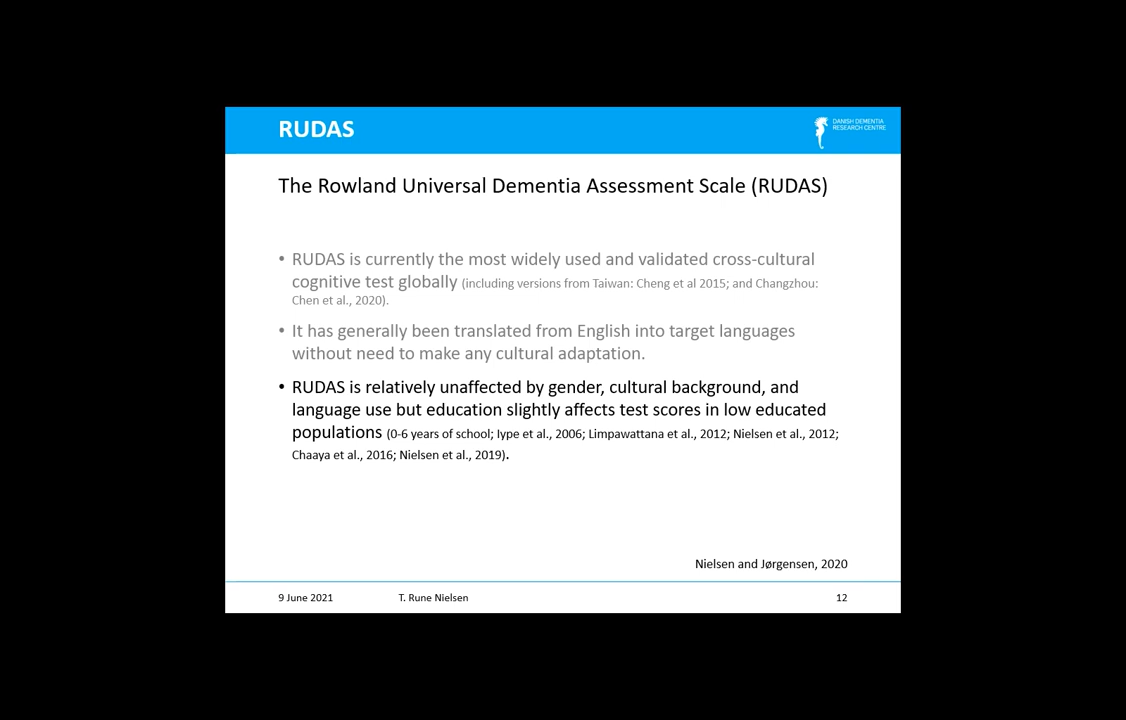 RUDAS
DANISH DEMENTIA
RESEARCH CENTRE
The Rowland Universal Dementia Assessment Scale (RUDAS)
• RUDAS is currently the most widely used and validated cross-cultural
cognitive test globally (including versions from Taiwan: Cheng et al 2015; and Changzhou:
Chen et al., 2020).
• It has generally been translated from English into target languages
without need to make any cultural adaptation.
• RUDAS is relatively unaffected by gender, cultural background, and
language use but education slightly affects test scores in low educated
populations (0-6 years of school; Iype et al., 2006; Limpawattana et al., 2012; Nielsen et al., 2012;
Chaaya et al., 2016; Nielsen et al., 2019).
Nielsen and Jørgensen, 2020
9 June 2021 T. Rune Nielsen 12